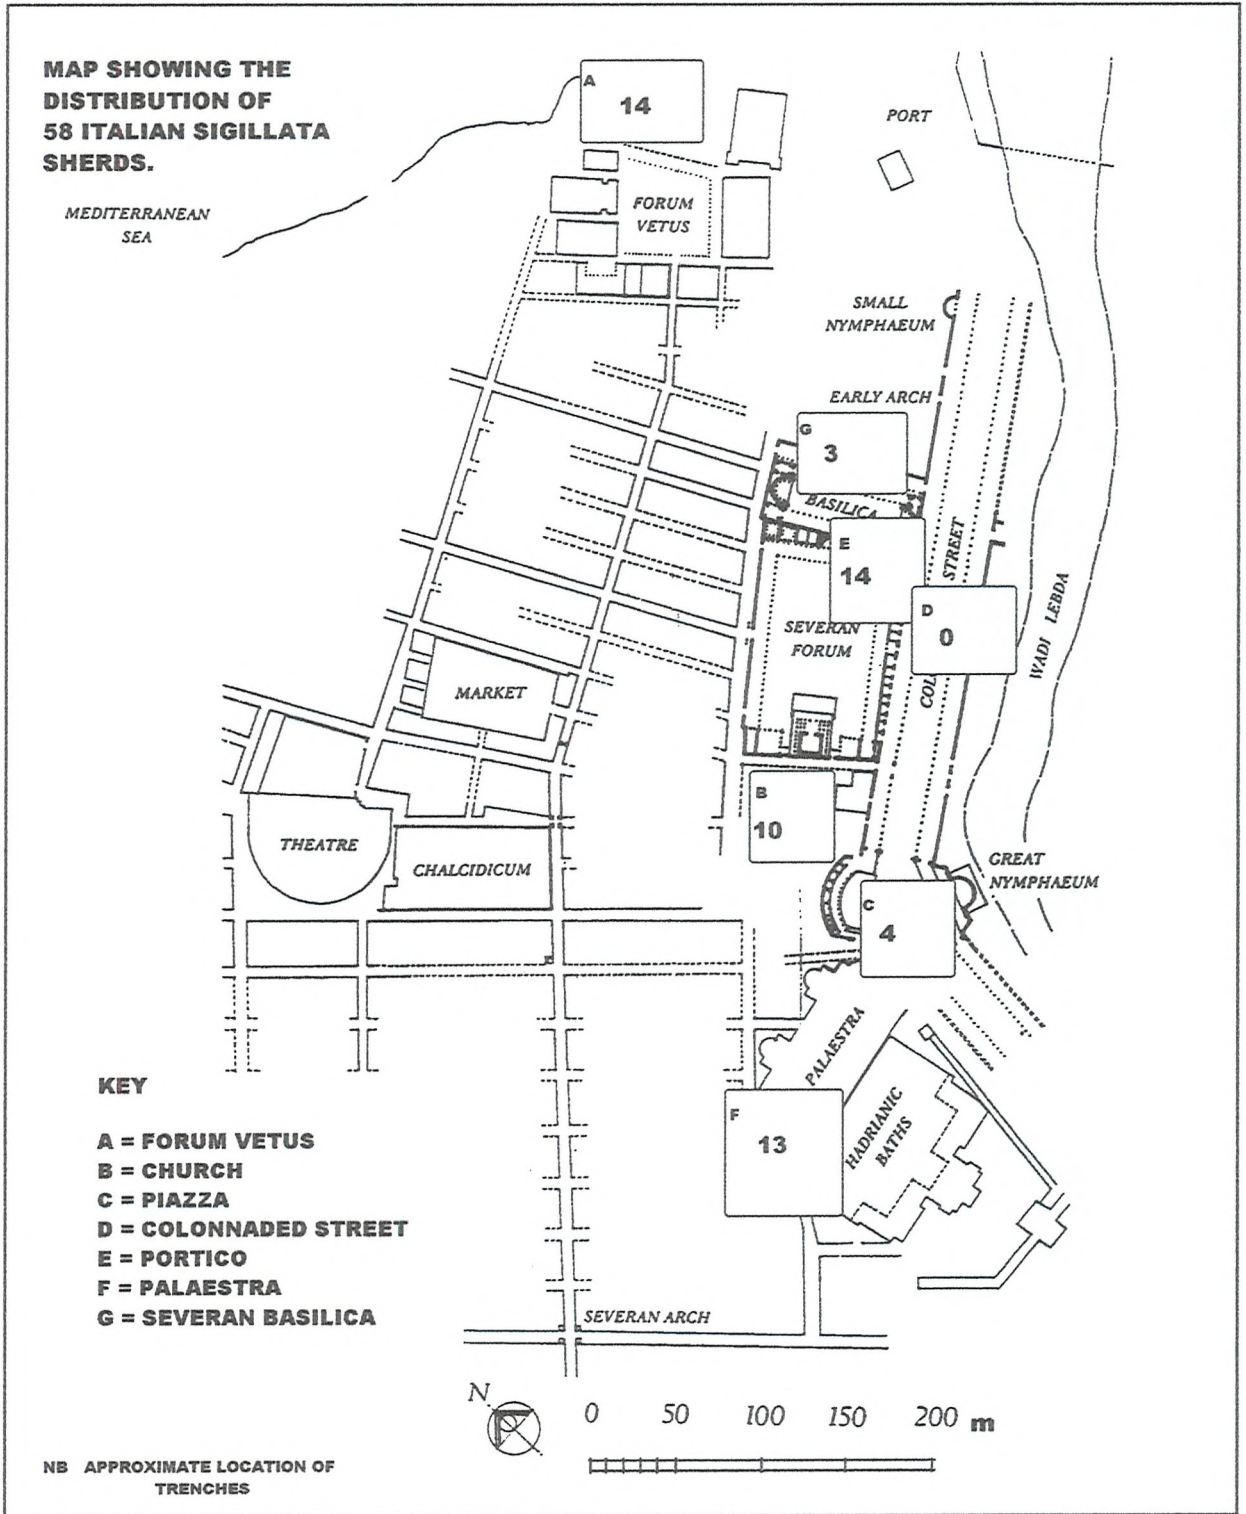 MAP SHOWING THE
DISTRIBUTION OF
58 ITALIAN SIGILLATA
SHERDS.
MEDITERRANEAN
SEA
A
14
PORT
FORUM
VETUS
SMALL
NYMPHAEUM
EARLY ARCH
G
3
BASILICA
E
14
STREET
D
0
COL
WADI LEBDA
SEVERAN
FORUM
MARKET
B
10
THEATRE
CHALCIDICUM
GREAT
NYMPHAEUM
C
4
PALAESTRA
F
13
HADRIANIC
BATHS
KEY
A = FORUM VETUS
B = CHURCH
C = PIAZZA
D = COLONNADED STREET
E = PORTICO
F = PALAESTRA
G = SEVERAN BASILICA
SEVERAN ARCH
N
0 50 100 150 200 m
NB APPROXIMATE LOCATION OF
TRENCHES